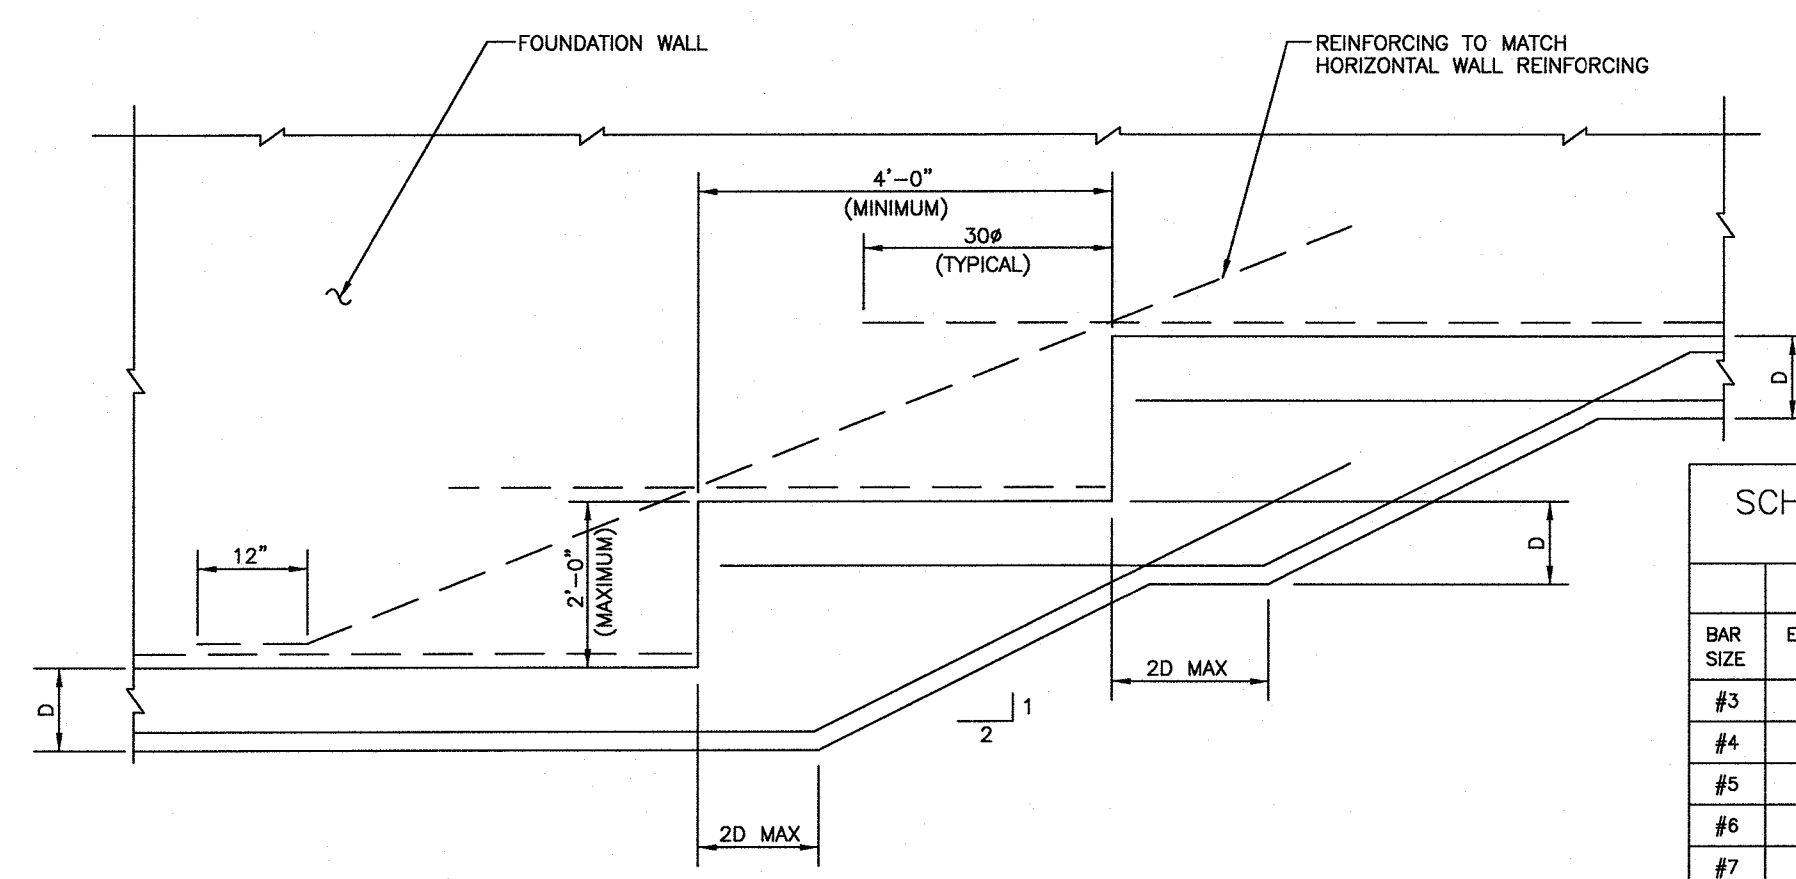 FOUNDATION WALL
REINFORCING TO MATCH
HORIZONTAL WALL REINFORCING
4'-0"
(MINIMUM)
30ø
(TYPICAL)
D
12"
2'-0"
(MAXIMUM)
D
D
2D MAX
1
2
2D MAX
SCH
BAR
SIZE
E
#3
#4
#5
#6
#7